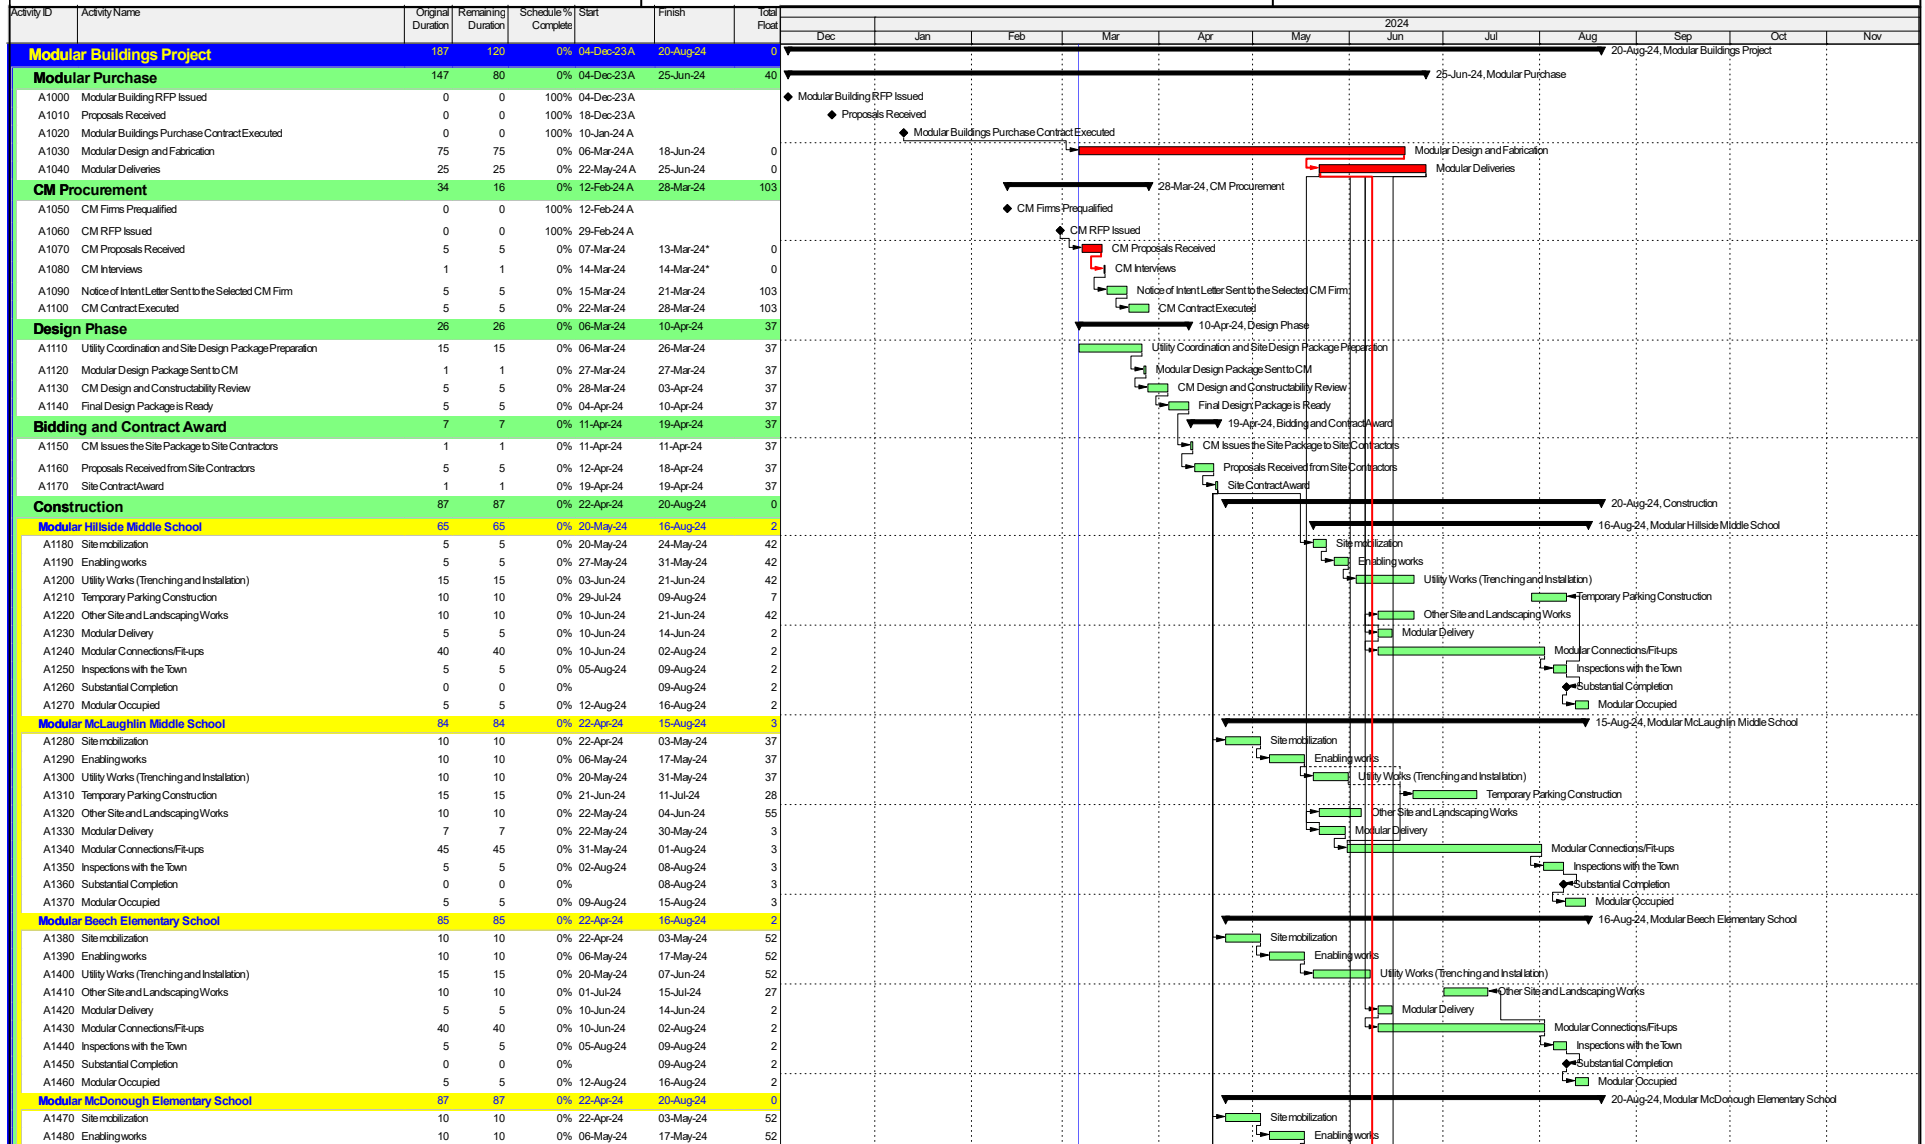 Activity ID Activity Name Original Duration Remaining Duration Schedule % Complete Start Finish Total Float
2024
Dec Jan Feb Mar Apr May Jun Jul Aug Sep Oct Nov
Modular Buildings Project 187 120 0% 04-Dec-23 A 20-Aug-24 0 20-Aug-24, Modular Buildings Project
Modular Purchase 147 80 0% 04-Dec-23 A 25-Jun-24 40 25-Jun-24, Modular Purchase
A1000 Modular Building RFP Issued 0 0 100% 04-Dec-23 A Modular Building RFP Issued
A1010 Proposals Received 0 0 100% 18-Dec-23 A Proposals Received
A1020 Modular Buildings Purchase Contract Executed 0 0 100% 10-Jan-24 A Modular Buildings Purchase Contract Executed
A1030 Modular Design and Fabrication 75 75 0% 06-Mar-24 A 18-Jun-24 0 Modular Design and Fabrication
A1040 Modular Deliveries 25 25 0% 22-May-24 A 25-Jun-24 0 Modular Deliveries
CM Procurement 34 16 0% 12-Feb-24 A 28-Mar-24 103 28-Mar-24, CM Procurement
A1050 CM Firms Prequalified 0 0 100% 12-Feb-24 A CM Firms Prequalified
A1060 CM RFP Issued 0 0 100% 29-Feb-24 A CM RFP Issued
A1070 CM Proposals Received 5 5 0% 07-Mar-24 13-Mar-24* 0 CM Proposals Received
A1080 CM Interviews 1 1 0% 14-Mar-24 14-Mar-24* 0 CM Interviews
A1090 Notice of Intent Letter Sent to the Selected CM Firm 5 5 0% 15-Mar-24 21-Mar-24 103 Notice of Intent Letter Sent to the Selected CM Firm
A1100 CM Contract Executed 5 5 0% 22-Mar-24 28-Mar-24 103 CM Contract Executed
Design Phase 26 26 0% 06-Mar-24 10-Apr-24 37 10-Apr-24, Design Phase
A1110 Utility Coordination and Site Design Package Preparation 15 15 0% 06-Mar-24 26-Mar-24 37 Utility Coordination and Site Design Package Preparation
A1120 Modular Design Package Sent to CM 1 1 0% 27-Mar-24 27-Mar-24 37 Modular Design Package Sent to CM
A1130 CM Design and Constructability Review 5 5 0% 28-Mar-24 03-Apr-24 37 CM Design and Constructability Review
A1140 Final Design Package is Ready 5 5 0% 04-Apr-24 10-Apr-24 37 Final Design Package is Ready
Bidding and Contract Award 7 7 0% 11-Apr-24 19-Apr-24 37 19-Apr-24, Bidding and Contract Award
A1150 CM Issues the Site Package to Site Contractors 1 1 0% 11-Apr-24 11-Apr-24 37 CM Issues the Site Package to Site Contractors
A1160 Proposals Received from Site Contractors 5 5 0% 12-Apr-24 18-Apr-24 37 Proposals Received from Site Contractors
A1170 Site Contract Award 1 1 0% 19-Apr-24 19-Apr-24 37 Site Contract Award
Construction 87 87 0% 22-Apr-24 20-Aug-24 0 20-Aug-24, Construction
Modular Hillside Middle School 65 65 0% 20-May-24 16-Aug-24 2 16-Aug-24, Modular Hillside Middle School
A1180 Site mobilization 5 5 0% 20-May-24 24-May-24 42 Site mobilization
A1190 Enabling works 5 5 0% 27-May-24 31-May-24 42 Enabling works
A1200 Utility Works (Trenching and Installation) 15 15 0% 03-Jun-24 21-Jun-24 42 Utility Works (Trenching and Installation)
A1210 Temporary Parking Construction 10 10 0% 29-Jul-24 09-Aug-24 7 Temporary Parking Construction
A1220 Other Site and Landscaping Works 10 10 0% 10-Jun-24 21-Jun-24 42 Other Site and Landscaping Works
A1230 Modular Delivery 5 5 0% 10-Jun-24 14-Jun-24 2 Modular Delivery
A1240 Modular Connections/Fit-ups 40 40 0% 10-Jun-24 02-Aug-24 2 Modular Connections/Fit-ups
A1250 Inspections with the Town 5 5 0% 05-Aug-24 09-Aug-24 2 Inspections with the Town
A1260 Substantial Completion 0 0 0% 09-Aug-24 2 Substantial Completion
A1270 Modular Occupied 5 5 0% 12-Aug-24 16-Aug-24 2 Modular Occupied
Modular McLaughlin Middle School 84 84 0% 22-Apr-24 15-Aug-24 3 15-Aug-24, Modular McLaughlin Middle School
A1280 Site mobilization 10 10 0% 22-Apr-24 03-May-24 37 Site mobilization
A1290 Enabling works 10 10 0% 06-May-24 17-May-24 37 Enabling works
A1300 Utility Works (Trenching and Installation) 10 10 0% 20-May-24 31-May-24 37 Utility Works (Trenching and Installation)
A1310 Temporary Parking Construction 15 15 0% 21-Jun-24 11-Jul-24 28 Temporary Parking Construction
A1320 Other Site and Landscaping Works 10 10 0% 22-May-24 04-Jun-24 55 Other Site and Landscaping Works
A1330 Modular Delivery 7 7 0% 22-May-24 30-May-24 3 Modular Delivery
A1340 Modular Connections/Fit-ups 45 45 0% 31-May-24 01-Aug-24 3 Modular Connections/Fit-ups
A1350 Inspections with the Town 5 5 0% 02-Aug-24 08-Aug-24 3 Inspections with the Town
A1360 Substantial Completion 0 0 0% 08-Aug-24 3 Substantial Completion
A1370 Modular Occupied 5 5 0% 09-Aug-24 15-Aug-24 3 Modular Occupied
Modular Beech Elementary School 85 85 0% 22-Apr-24 16-Aug-24 2 16-Aug-24, Modular Beech Elementary School
A1380 Site mobilization 10 10 0% 22-Apr-24 03-May-24 52 Site mobilization
A1390 Enabling works 10 10 0% 06-May-24 17-May-24 52 Enabling works
A1400 Utility Works (Trenching and Installation) 15 15 0% 20-May-24 07-Jun-24 52 Utility Works (Trenching and Installation)
A1410 Other Site and Landscaping Works 10 10 0% 01-Jul-24 15-Jul-24 27 Other Site and Landscaping Works
A1420 Modular Delivery 5 5 0% 10-Jun-24 14-Jun-24 2 Modular Delivery
A1430 Modular Connections/Fit-ups 40 40 0% 10-Jun-24 02-Aug-24 2 Modular Connections/Fit-ups
A1440 Inspections with the Town 5 5 0% 05-Aug-24 09-Aug-24 2 Inspections with the Town
A1450 Substantial Completion 0 0 0% 09-Aug-24 2 Substantial Completion
A1460 Modular Occupied 5 5 0% 12-Aug-24 16-Aug-24 2 Modular Occupied
Modular McDonough Elementary School 87 87 0% 22-Apr-24 20-Aug-24 0 20-Aug-24, Modular McDonough Elementary School
A1470 Site mobilization 10 10 0% 22-Apr-24 03-May-24 52 Site mobilization
A1480 Enabling works 10 10 0% 06-May-24 17-May-24 52 Enabling works